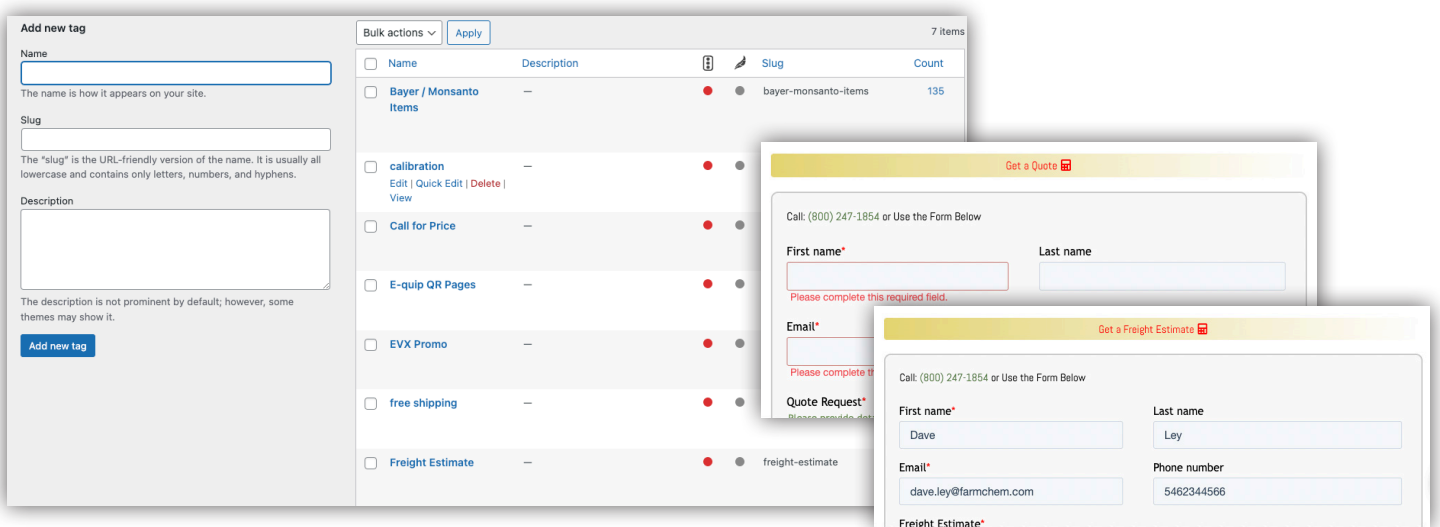 Add new tag
Name
The name is how it appears on your site.
Slug
The “slug” is the URL-friendly version of the name. It is usually all
lowercase and contains only letters, numbers, and hyphens.
Description
The description is not prominent by default; however, some
themes may show it.
Add new tag
Bulk actions Apply 7 items
Name Description Slug Count
Bayer / Monsanto — bayer-monsanto-items 135
Items
calibration —
Edit | Quick Edit | Delete |
View
Call for Price —
E-quip QR Pages —
EVX Promo —
free shipping —
Freight Estimate — freight-estimate
Get a Quote
Call: (800) 247-1854 or Use the Form Below
First name* Last name
Please complete this required field.
Email*
Please complete
Quote Request*
Please provide
Get a Freight Estimate
Call: (800) 247-1854 or Use the Form Below
First name* Last name
Dave Ley
Email* Phone number
dave.ley@farmchem.com 5462344566
Freight Estimate*